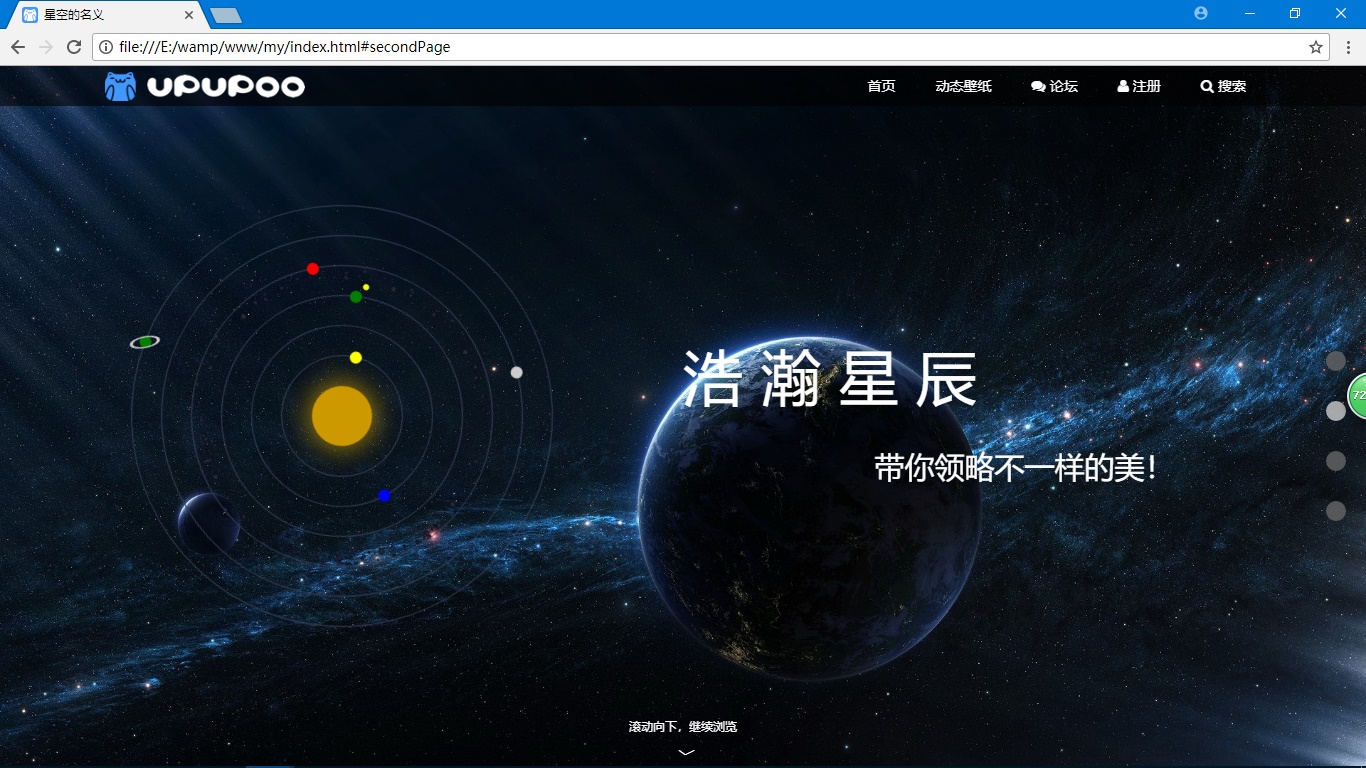 星空的名义
file:///E:/wamp/www/my/index.html#secondPage
UPUPOO
首页 动态壁纸 论坛 注册 搜索
浩瀚星辰
72
带你领略不一样的美!
滚动向下，继续浏览